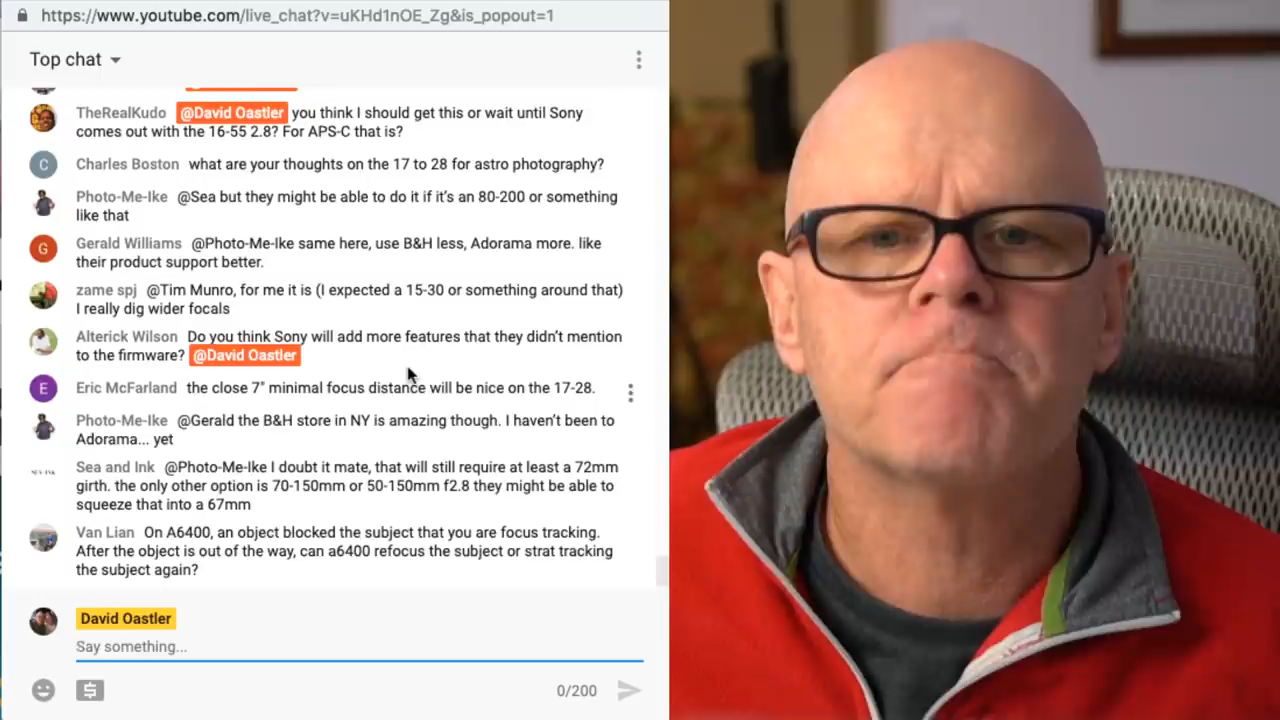 https://www.youtube.com/live_chat?v=uKHd1nOE_Zg&is_popout=1
Top chat
TheRealKudo @David Oastler you think I should get this or wait until Sony
comes out with the 16-55 2.8? For APS-C that is?
C
Charles Boston what are your thoughts on the 17 to 28 for astro photography?
Photo-Me-Ike @Sea but they might be able to do it if it's an 80-200 or something
like that
G
Gerald Williams @Photo-Me-Ike same here, use B&H less, Adorama more. like
their product support better.
zame spj @Tim Munro, for me it is (I expected a 15-30 or something around that)
I really dig wider focals
Alterick Wilson Do you think Sony will add more features that they didn't mention
to the firmware? @David Oastler
E
Eric McFarland the close 7" minimal focus distance will be nice on the 17-28.
Photo-Me-Ike @Gerald the B&H store in NY is amazing though. I haven't been to
Adorama... yet
Sea and Ink @Photo-Me-Ike I doubt it mate, that will still require at least a 72mm
girth. the only other option is 70-150mm or 50-150mm f2.8 they might be able to
squeeze that into a 67mm
Van Lian On A6400, an object blocked the subject that you are focus tracking.
After the object is out of the way, can a6400 refocus the subject or strat tracking
the subject again?
David Oastler
Say something...
0/200